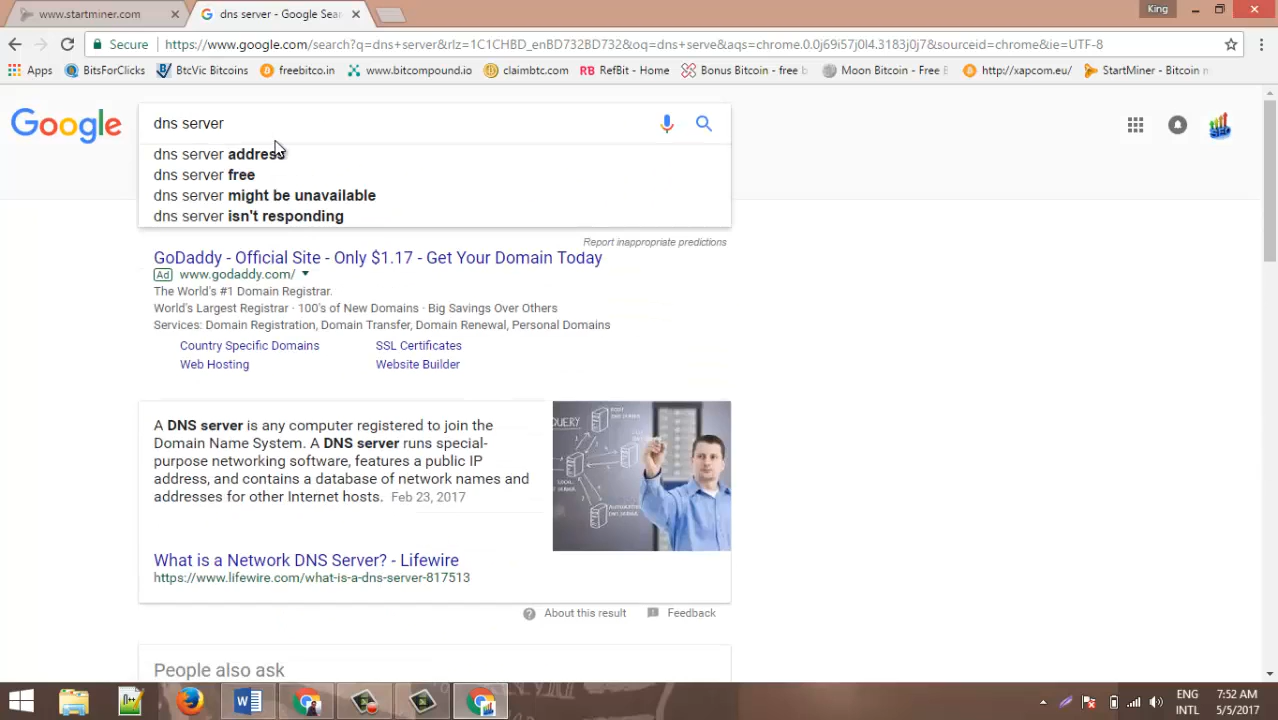 www.startminer.com
dns server - Google Sear
King
Secure
https://www.google.com/search?q=dns+server&rlz=1C1CHBD_enBD732BD732&oq=dns+serve&aqs=chrome.0.0j69i57j0l4.3183j0j7&sourceid=chrome&ie=UTF-8
Apps BitsForClicks BtcVic Bitcoins freebitco.in www.bitcompound.io claimbtc.com RefBit - Home Bonus Bitcoin - free b Moon Bitcoin - Free B http://xapcom.eu/ StartMiner - Bitcoin
Google
dns server
dns server address
dns server free
dns server might be unavailable
dns server isn't responding
Report inappropriate predictions
GoDaddy - Official Site - Only $1.17 - Get Your Domain Today
Ad www.godaddy.com/
The World's #1 Domain Registrar.
World's Largest Registrar · 100's of New Domains · Big Savings Over Others
Services: Domain Registration, Domain Transfer, Domain Renewal, Personal Domains
Country Specific Domains SSL Certificates
Web Hosting Website Builder
A DNS server is any computer registered to join the
Domain Name System. A DNS server runs special-
purpose networking software, features a public IP
address, and contains a database of network names and
addresses for other Internet hosts. Feb 23, 2017
QUERY
What is a Network DNS Server? - Lifewire
https://www.lifewire.com/what-is-a-dns-server-817513
About this result Feedback
People also ask
ENG 7:52 AM
INTL 5/5/2017